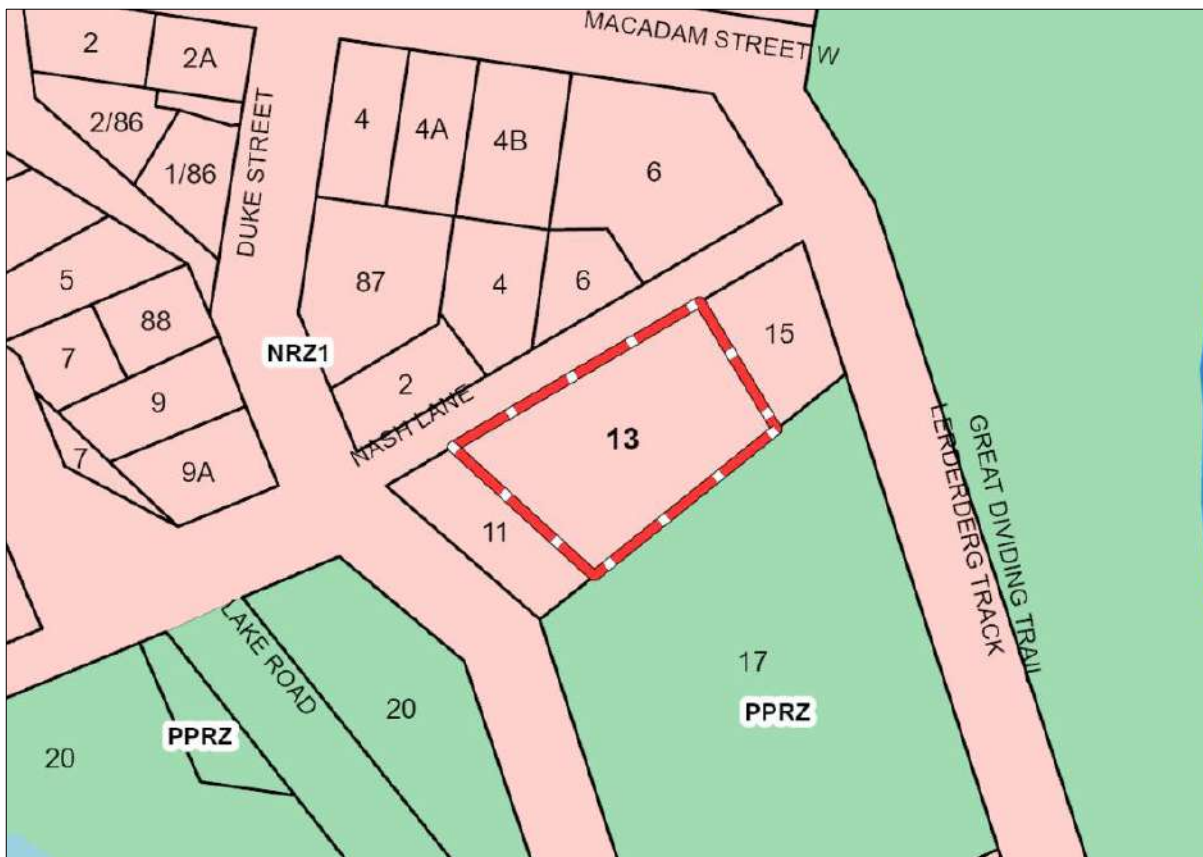 MACADAM STREET W
2
2A
2/86
1/86
DUKE STREET
4
4A
4B
6
5
88
7
87
4
6
15
NRZ1
9
2
NASH LANE
13
7
9A
11
GREAT DIVIDING TRAIL
LERDERDERG TRACK
LAKE ROAD
17
20
PPRZ
PPRZ
20